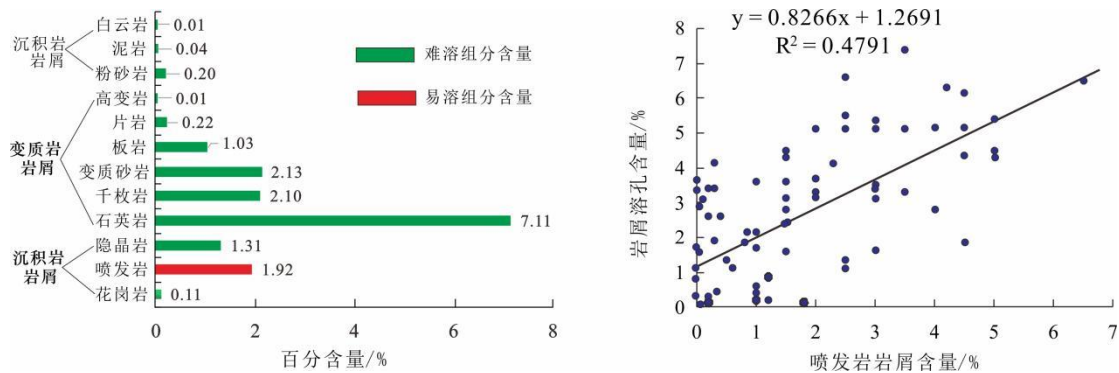 沉积岩
岩屑
变质岩
岩屑
沉积岩
岩屑
白云岩 0.01
泥岩 0.04
粉砂岩 0.20
高变岩 0.01
片岩 0.22
板岩 1.03
变质砂岩 2.13
千枚岩 2.10
石英岩 7.11
隐晶岩 1.31
喷发岩 1.92
花岗岩 0.11
难溶组分含量
易溶组分含量
0 2 4 6 8
百分含量/%
y = 0.8266x + 1.2691
R² = 0.4791
岩屑溶孔含量/%
8
7
6
5
4
3
2
1
0
0 1 2 3 4 5 6 7
喷发岩岩屑含量/%